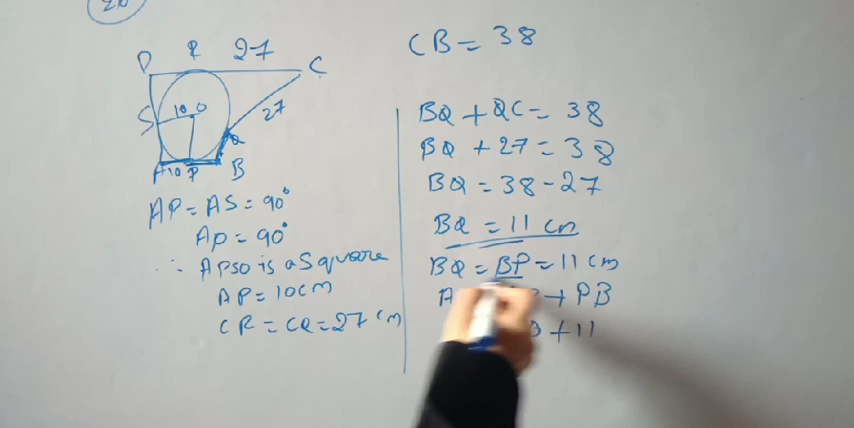 20
D R 27 C
S 10 O 27
Q
A 10 P B
AP = AS = 90°
AP = 90°
∴ APSO is a Square
AP = 10cm
CR = CQ = 27 cm
CB = 38
BQ + QC = 38
BQ + 27 = 38
BQ = 38 - 27
BQ = 11 cm
BQ = BP = 11 cm
A + PB
+ 11